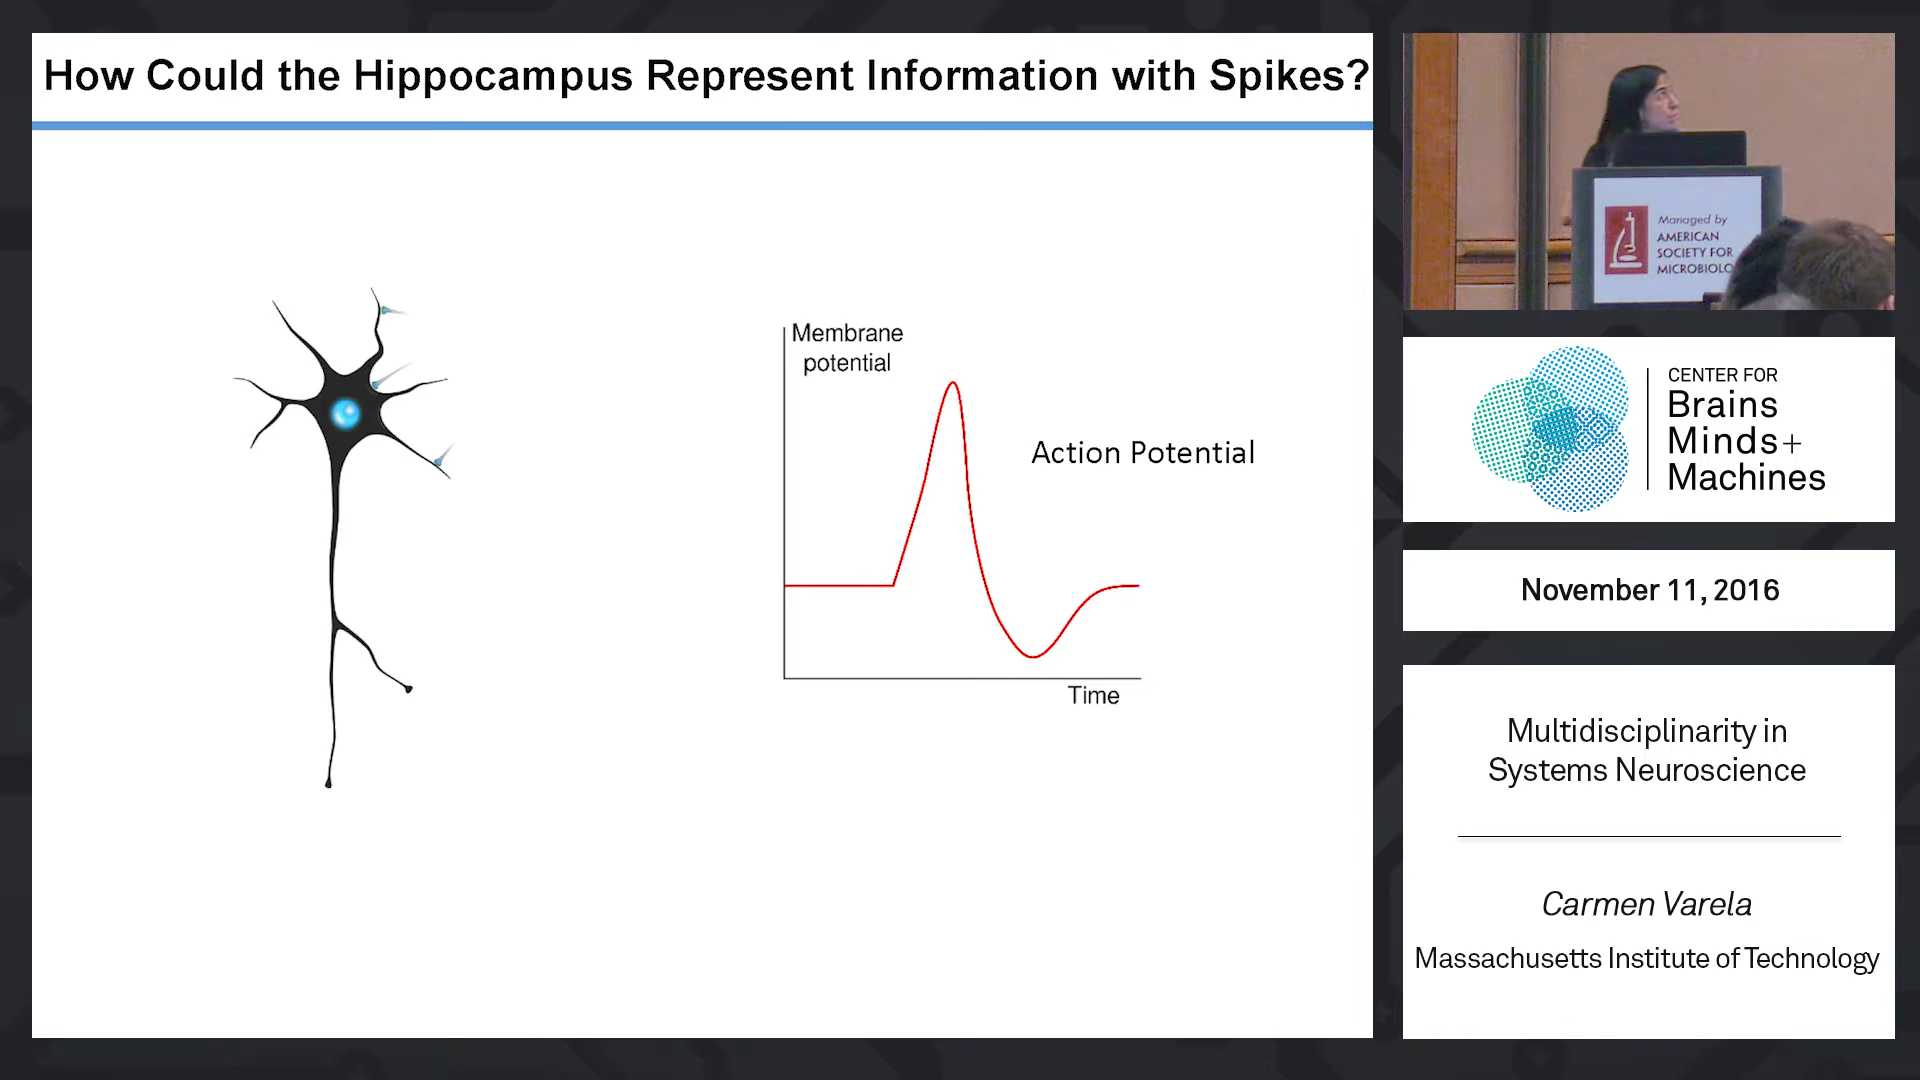 How Could the Hippocampus Represent Information with Spikes?
Membrane
potential
Action Potential
Time
Managed by
AMERICAN
SOCIETY FOR
CENTER FOR
Brains
Minds+
Machines
November 11, 2016
Multidisciplinarity in
Systems Neuroscience
Carmen Varela
Massachusetts Institute of Technology